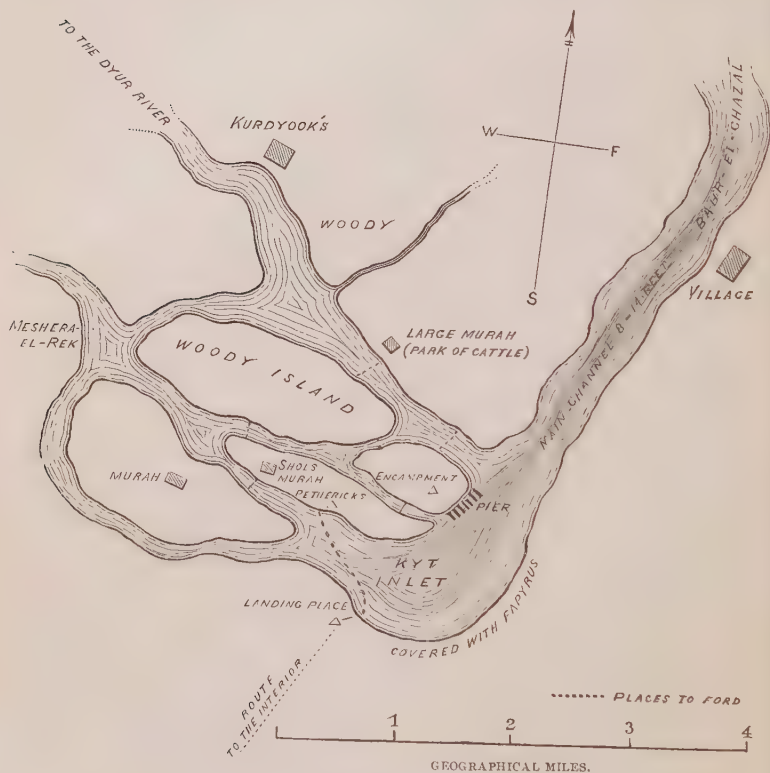 TO THE DYUR RIVER
KURDYOOK'S
WOODY
N
W
F
S
MAIN CHANNEL 8-14 FEET
BAHR-EL-GHAZAL
VILLAGE
MESHERA-
EL-REK
WOODY ISLAND
LARGE MURAH
(PARK OF CATTLE)
MURAH
SHOL'S
MURAH
PETHERICKS
ENCAMPMENT
PIER
KYT
INLET
LANDING PLACE
COVERED WITH PAPYRUS
ROUTE
TO THE INTERIOR
PLACES TO FORD
1
2
3
4
GEOGRAPHICAL MILES.